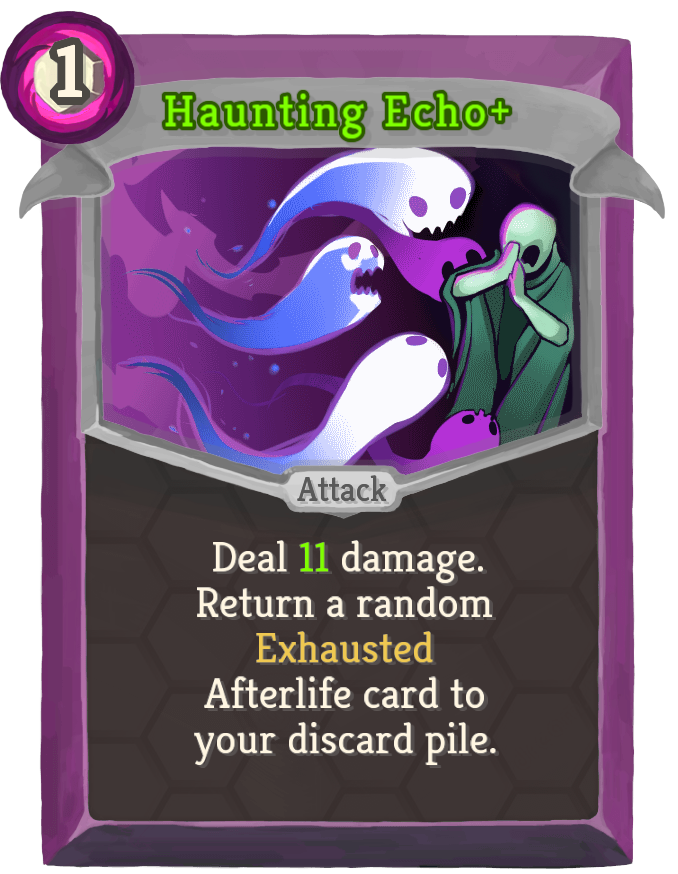 1
Haunting Echo+
Attack
Deal 11 damage.
Return a random
Exhausted
Afterlife card to
your discard pile.